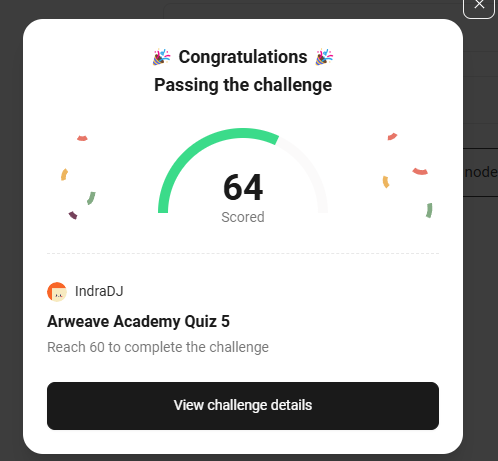 🎉 Congratulations 🎉
Passing the challenge
node
64
Scored
IndraDJ
Arweave Academy Quiz 5
Reach 60 to complete the challenge
View challenge details